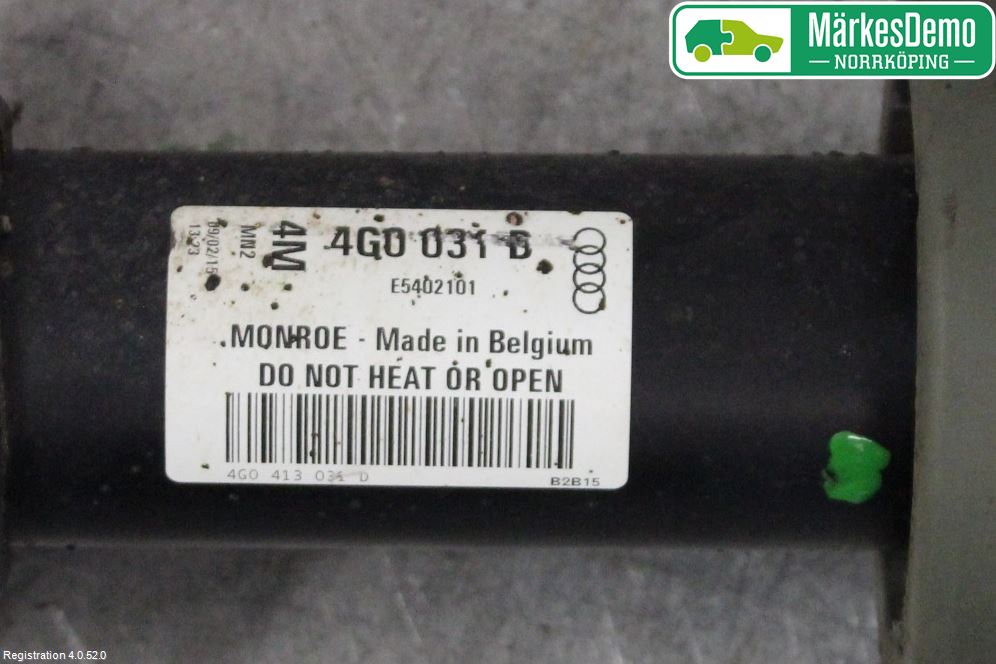 MärkesDemo
NORRKÖPING
09/02/15
13:23
MN2
4M
4G0 031 D
E5402101
MONROE - Made in Belgium
DO NOT HEAT OR OPEN
4G0 413 031 D
B2B15
Registration 4.0.52.0